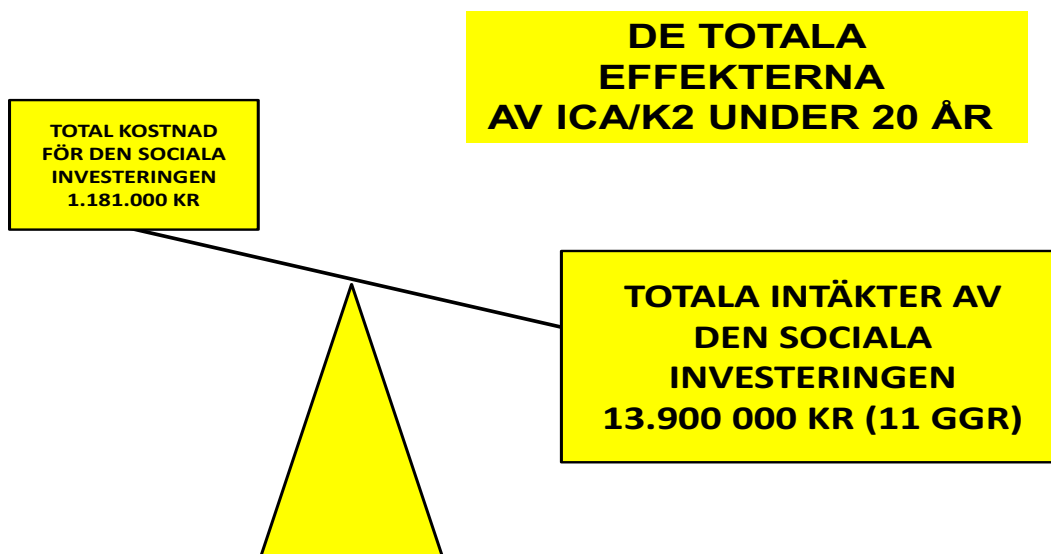 DE TOTALA
EFFEKTERNA
AV ICA/K2 UNDER 20 ÅR
TOTAL KOSTNAD
FÖR DEN SOCIALA
INVESTERINGEN
1.181.000 KR
TOTALA INTÄKTER AV
DEN SOCIALA
INVESTERINGEN
13.900 000 KR (11 GGR)